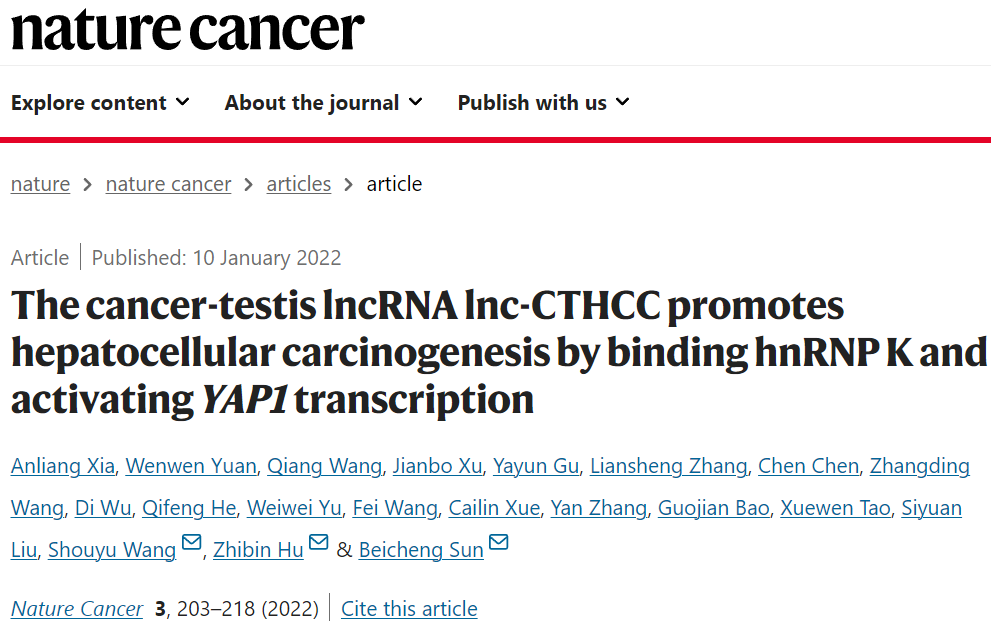 nature cancer
Explore content About the journal Publish with us
nature > nature cancer > articles > article
Article | Published: 10 January 2022
The cancer-testis lncRNA lnc-CTHCC promotes
hepatocellular carcinogenesis by binding hnRNP K and
activating YAP1 transcription
Anliang Xia, Wenwen Yuan, Qiang Wang, Jianbo Xu, Yayun Gu, Liansheng Zhang, Chen Chen, Zhangding
Wang, Di Wu, Qifeng He, Weiwei Yu, Fei Wang, Cailin Xue, Yan Zhang, Guojian Bao, Xuewen Tao, Siyuan
Liu, Shouyu Wang, Zhibin Hu & Beicheng Sun
Nature Cancer 3, 203–218 (2022) | Cite this article